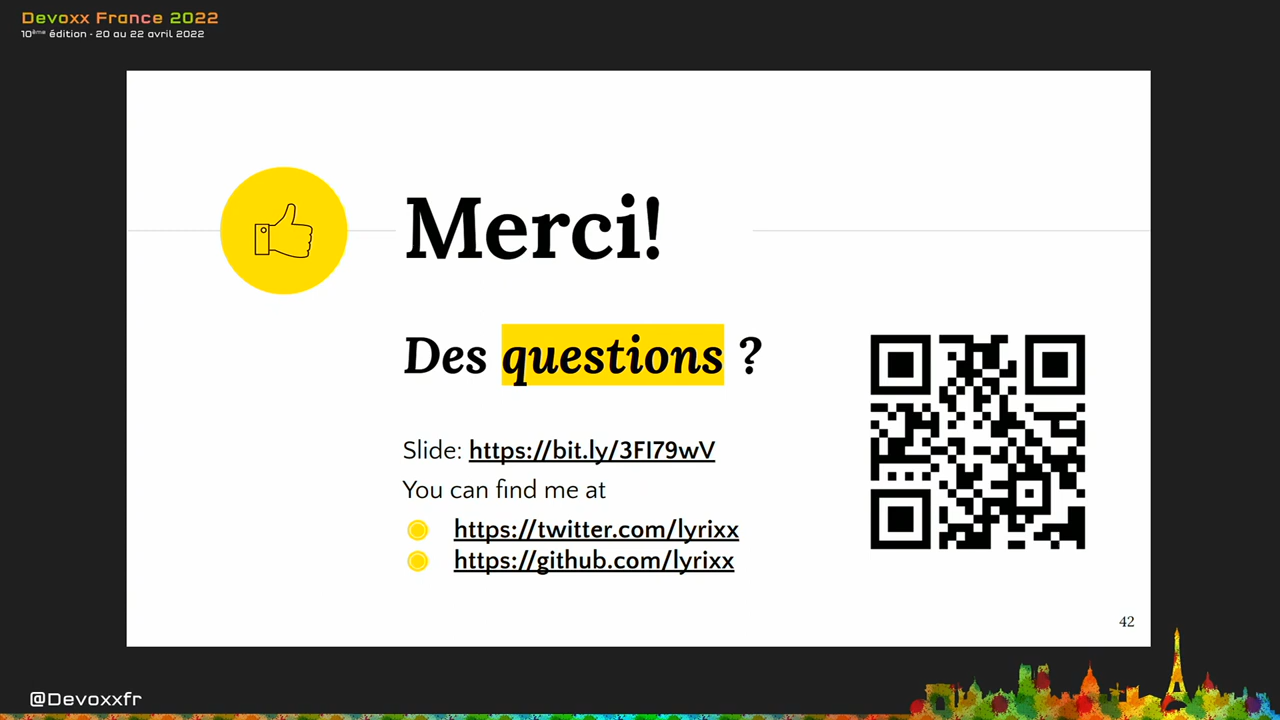 Devoxx France 2022
10ème édition - 20 au 22 avril 2022
Merci!
Des questions ?
Slide: https://bit.ly/3FI79wV
You can find me at
https://twitter.com/lyrixx
https://github.com/lyrixx
42
@Devoxxfr